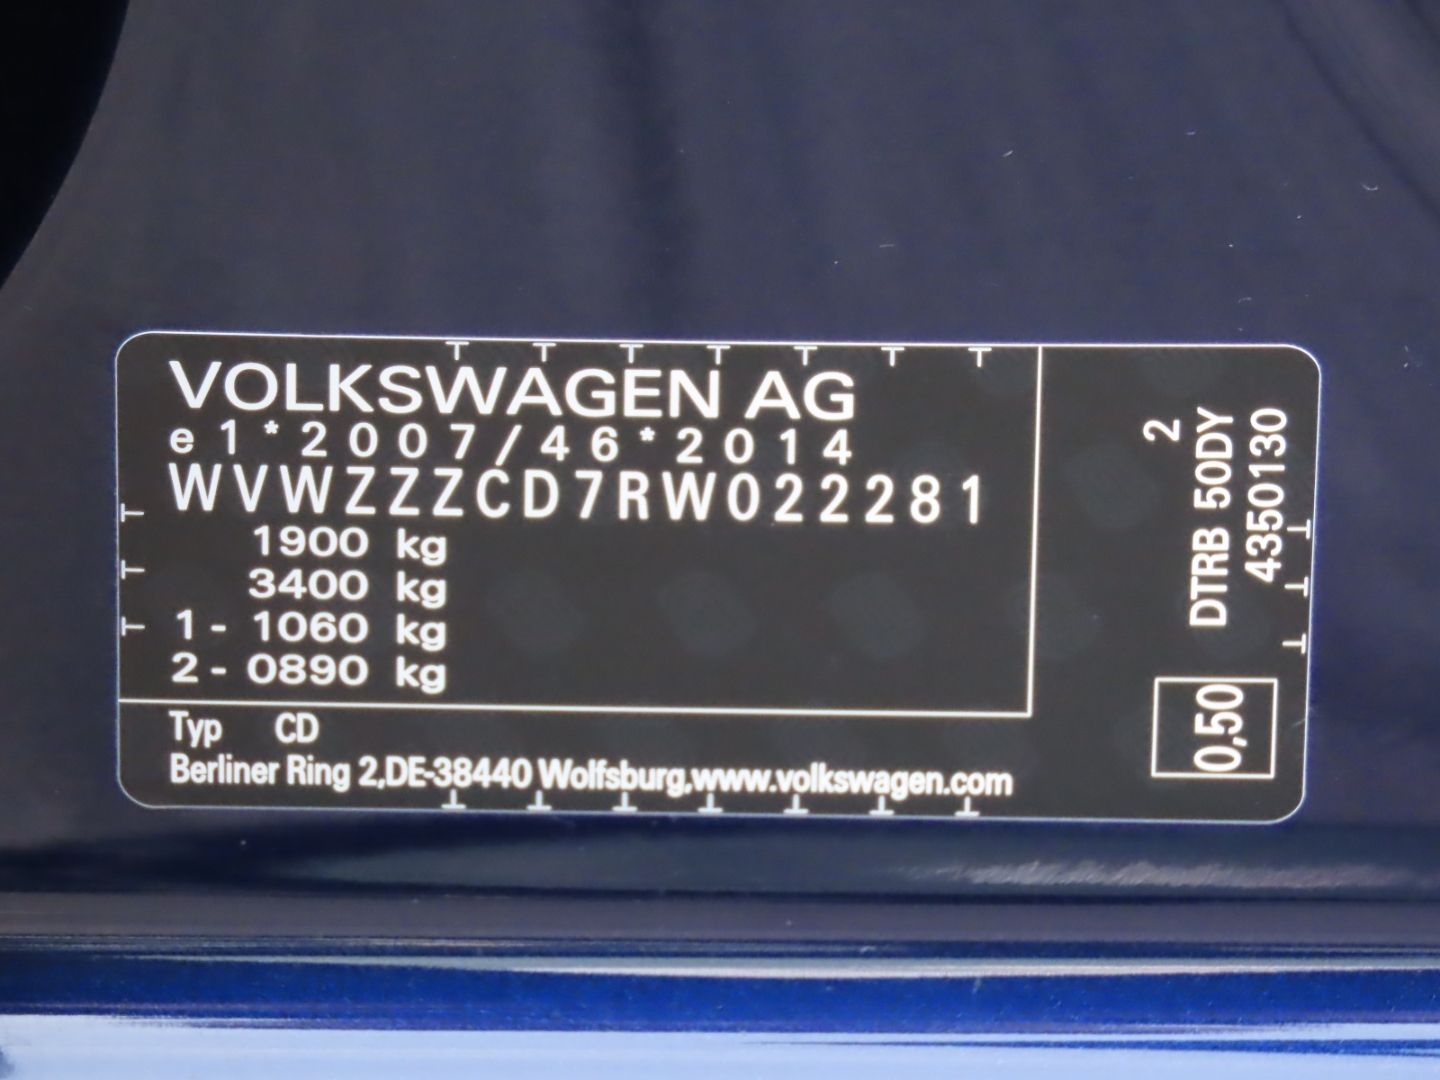 VOLKSWAGEN AG
e1*2007/46*2014
WVWZZZCD7RW022281
1900 kg
3400 kg
1- 1060 kg
2- 0890 kg
Typ CD
Berliner Ring 2,DE-38440 Wolfsburg,www.volkswagen.com
2
DTRB 50DY
4350130
0,50